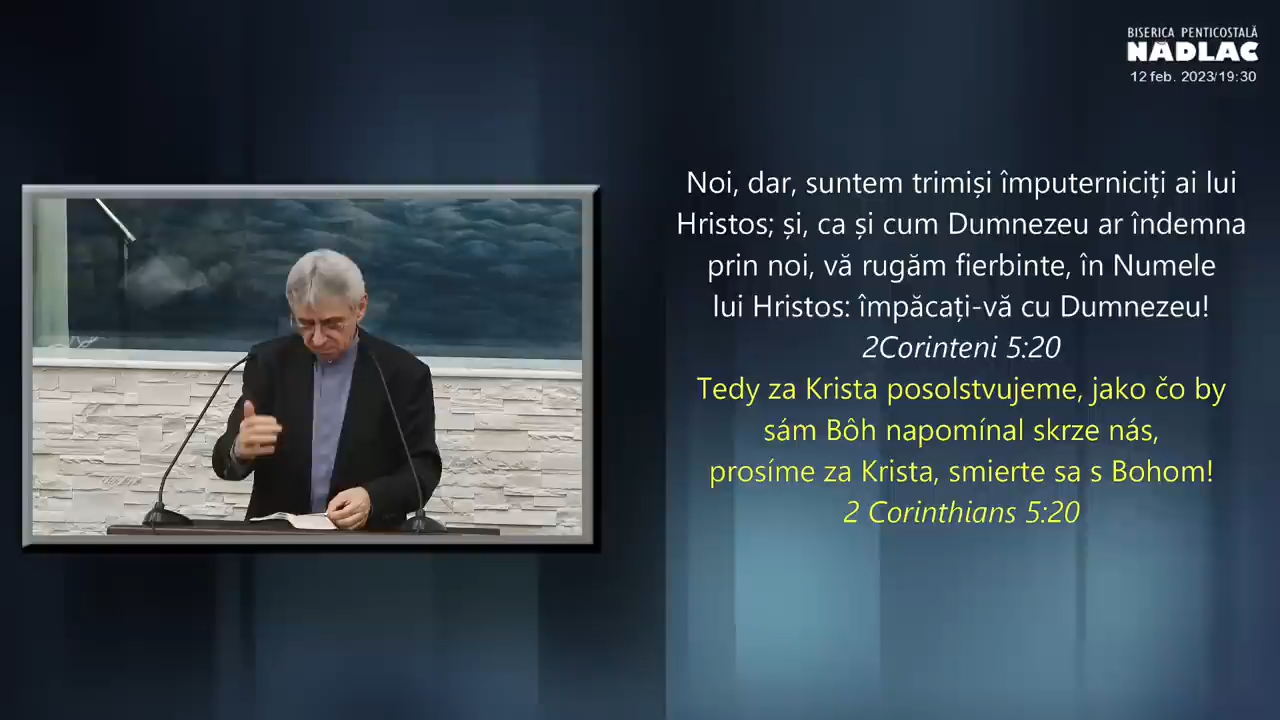 BISERICA PENTICOSTALĂ
NĂDLAC
12 feb. 2023/19:30
Noi, dar, suntem trimiși împuterniciți ai lui
Hristos; și, ca și cum Dumnezeu ar îndemna
prin noi, vă rugăm fierbinte, în Numele
lui Hristos: împăcați-vă cu Dumnezeu!
2Corinteni 5:20
Tedy za Krista posolstvujeme, jako čo by
sám Bôh napomínal skrze nás,
prosíme za Krista, smierte sa s Bohom!
2 Corinthians 5:20